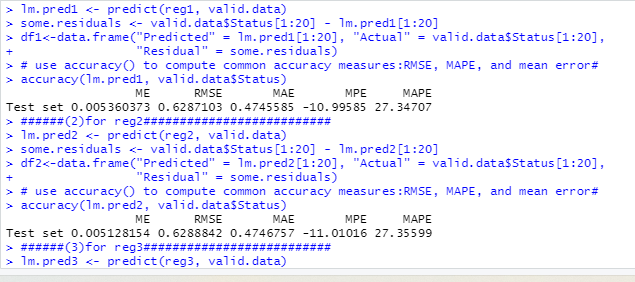 > lm.pred1 <- predict(reg1, valid.data)
> some.residuals <- valid.data$Status[1:20] - lm.pred1[1:20]
> df1<-data.frame("Predicted" = lm.pred1[1:20], "Actual" = valid.data$Status[1:20],
+                 "Residual" = some.residuals)
> # use accuracy() to compute common accuracy measures:RMSE, MAPE, and mean error#
> accuracy(lm.pred1, valid.data$Status)
                  ME      RMSE       MAE       MPE     MAPE
Test set 0.005360373 0.6287103 0.4745585 -10.99585 27.34707
> ######(2)for reg2##########################
> lm.pred2 <- predict(reg2, valid.data)
> some.residuals <- valid.data$Status[1:20] - lm.pred2[1:20]
> df2<-data.frame("Predicted" = lm.pred2[1:20], "Actual" = valid.data$Status[1:20],
+                 "Residual" = some.residuals)
> # use accuracy() to compute common accuracy measures:RMSE, MAPE, and mean error#
> accuracy(lm.pred2, valid.data$Status)
                  ME      RMSE       MAE       MPE     MAPE
Test set 0.005128154 0.6288842 0.4746757 -11.01016 27.35599
> ######(3)for reg3##########################
> lm.pred3 <- predict(reg3, valid.data)